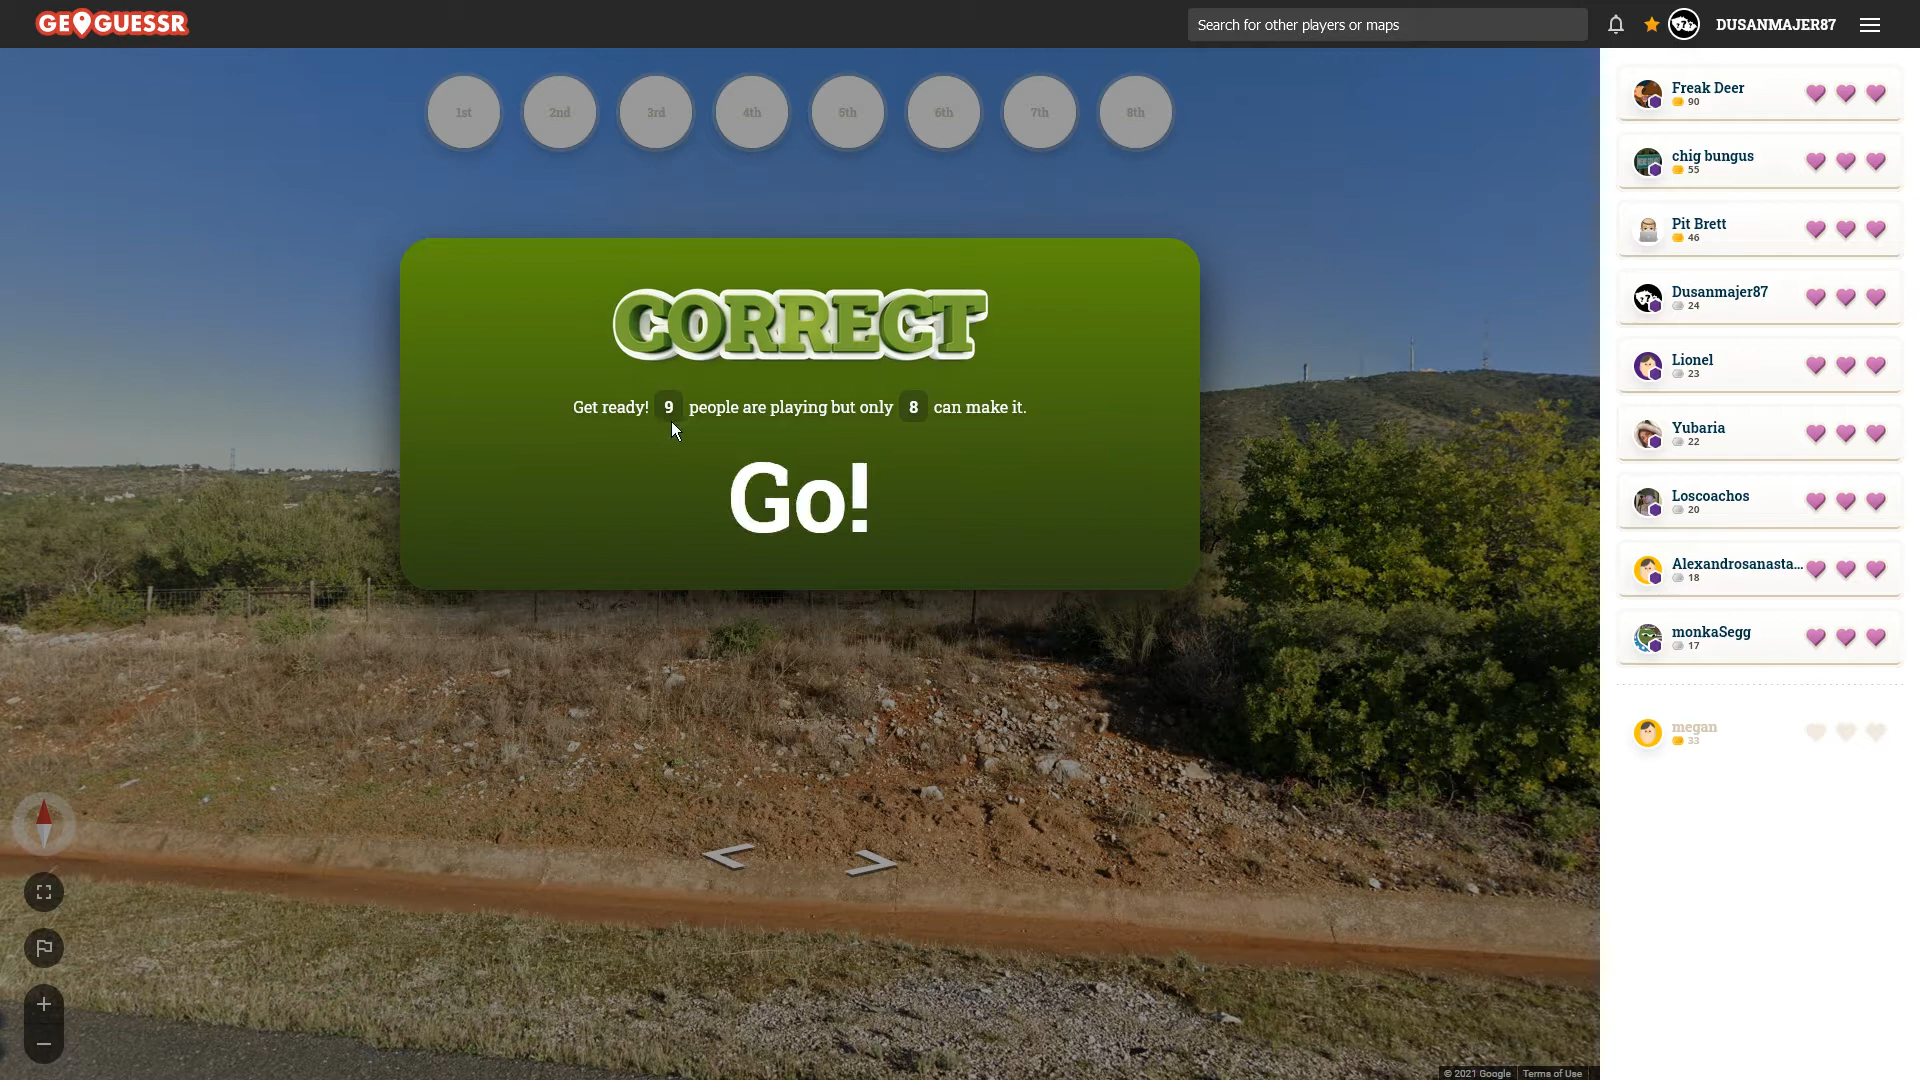 GEOGUESSR
Search for other players or maps
DUSANMAJER87
1st 2nd 3rd 4th 5th 6th 7th 8th
CORRECT
Get ready! 9 people are playing but only 8 can make it.
Go!
Freak Deer
90
chig bungus
55
Pit Brett
46
Dusanmajer87
24
Lionel
23
Yubaria
22
Loscoachos
20
Alexandrosanasta...
18
monkaSegg
17
megan
33
© 2021 Google Terms of Use